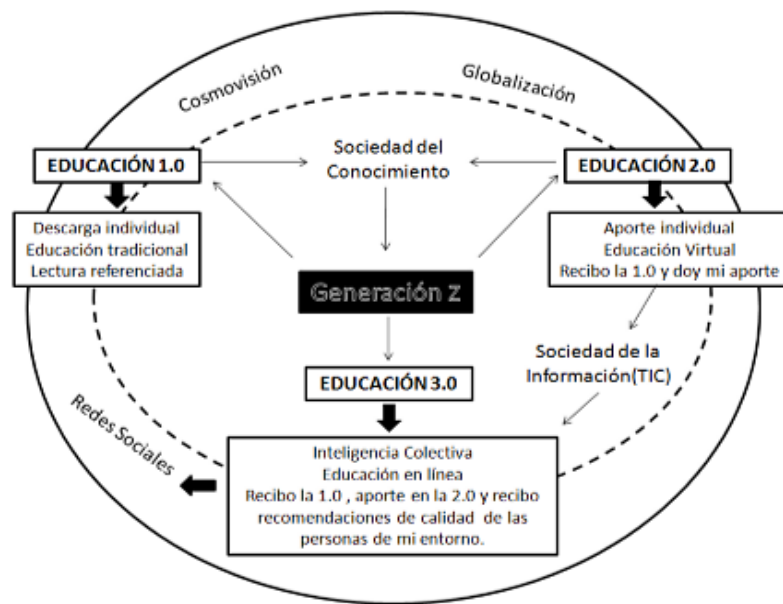 Cosmovisión
Globalización
EDUCACIÓN 1.0
Sociedad del
Conocimiento
EDUCACIÓN 2.0
Descarga individual
Educación tradicional
Lectura referenciada
Aporte individual
Educación Virtual
Recibo la 1.0 y doy mi aporte
Generación Z
Sociedad de la
Información(TIC)
EDUCACIÓN 3.0
Redes Sociales
Inteligencia Colectiva
Educación en línea
Recibo la 1.0 , aporte en la 2.0 y recibo
recomendaciones de calidad de las
personas de mi entorno.